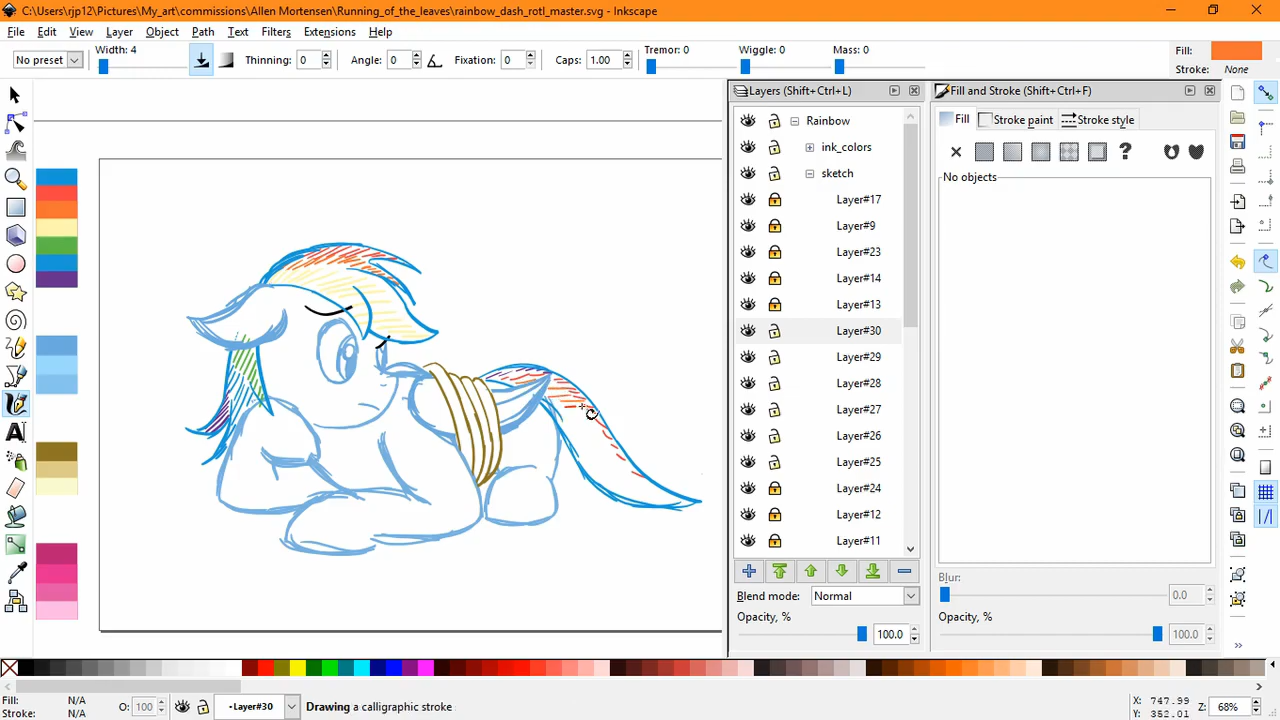 C:\Users\rjp12\Pictures\My_art\commissions\Allen Mortensen\Running_of_the_leaves\rainbow_dash_rotl_master.svg - Inkscape
File Edit View Layer Object Path Filters Text Extensions Help
No preset Width: 4 Thinning: 0 Angle: 0 Fixation: 0 Caps: 1.00 Tremor: 0 Wiggle: 0 Mass: 0 Fill:
Stroke: None
Layers (Shift+Ctrl+L) Fill and Stroke (Shift+Ctrl+F)
Rainbow Fill Stroke paint Stroke style
ink_colors
sketch No objects
Layer#17
Layer#9
Layer#23
Layer#14
Layer#13
Layer#30
Layer#29
Layer#28
Layer#27
Layer#26
Layer#25
Layer#24
Layer#12
Layer#11
Blur:
0.0
Blend mode: Normal
Opacity, % Opacity, %
100.0 100.0
Fill: N/A O: 100 •Layer#30 Drawing a calligraphic stroke X: 747.99 Z: 68%
Stroke: N/A Y: 352.01